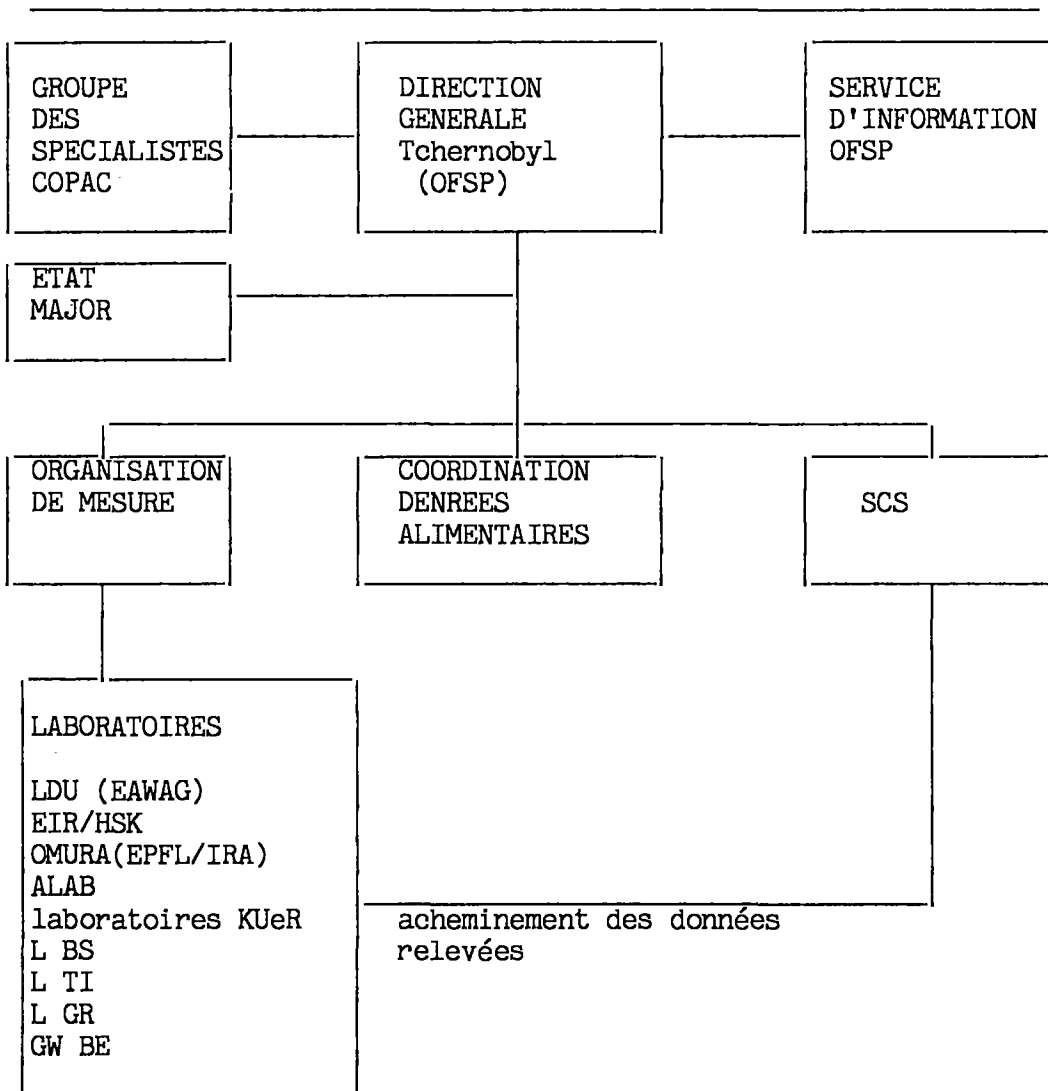 GROUPE
DES
SPECIALISTES
COPAC
DIRECTION
GENERALE
Tchernobyl
(OFSP)
SERVICE
D'INFORMATION
OFSP
ETAT
MAJOR
ORGANISATION
DE MESURE
COORDINATION
DENREES
ALIMENTAIRES
SCS
LABORATOIRES
LDU (EAWAG)
EIR/HSK
OMURA(EPFL/IRA)
ALAB
laboratoires KUeR
L BS
L TI
L GR
GW BE
acheminement des données
relevées